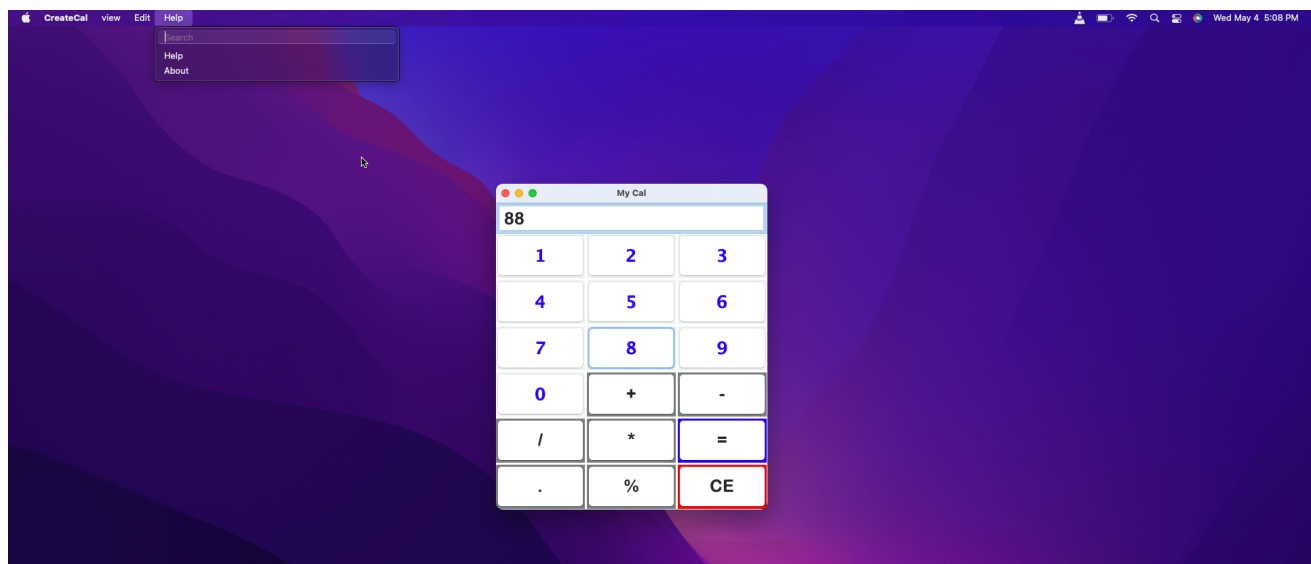 CreateCal view Edit Help Wed May 4 5:08 PM
Search
Help
About
My Cal
88
1 2 3
4 5 6
7 8 9
0 + -
/ * =
. % CE